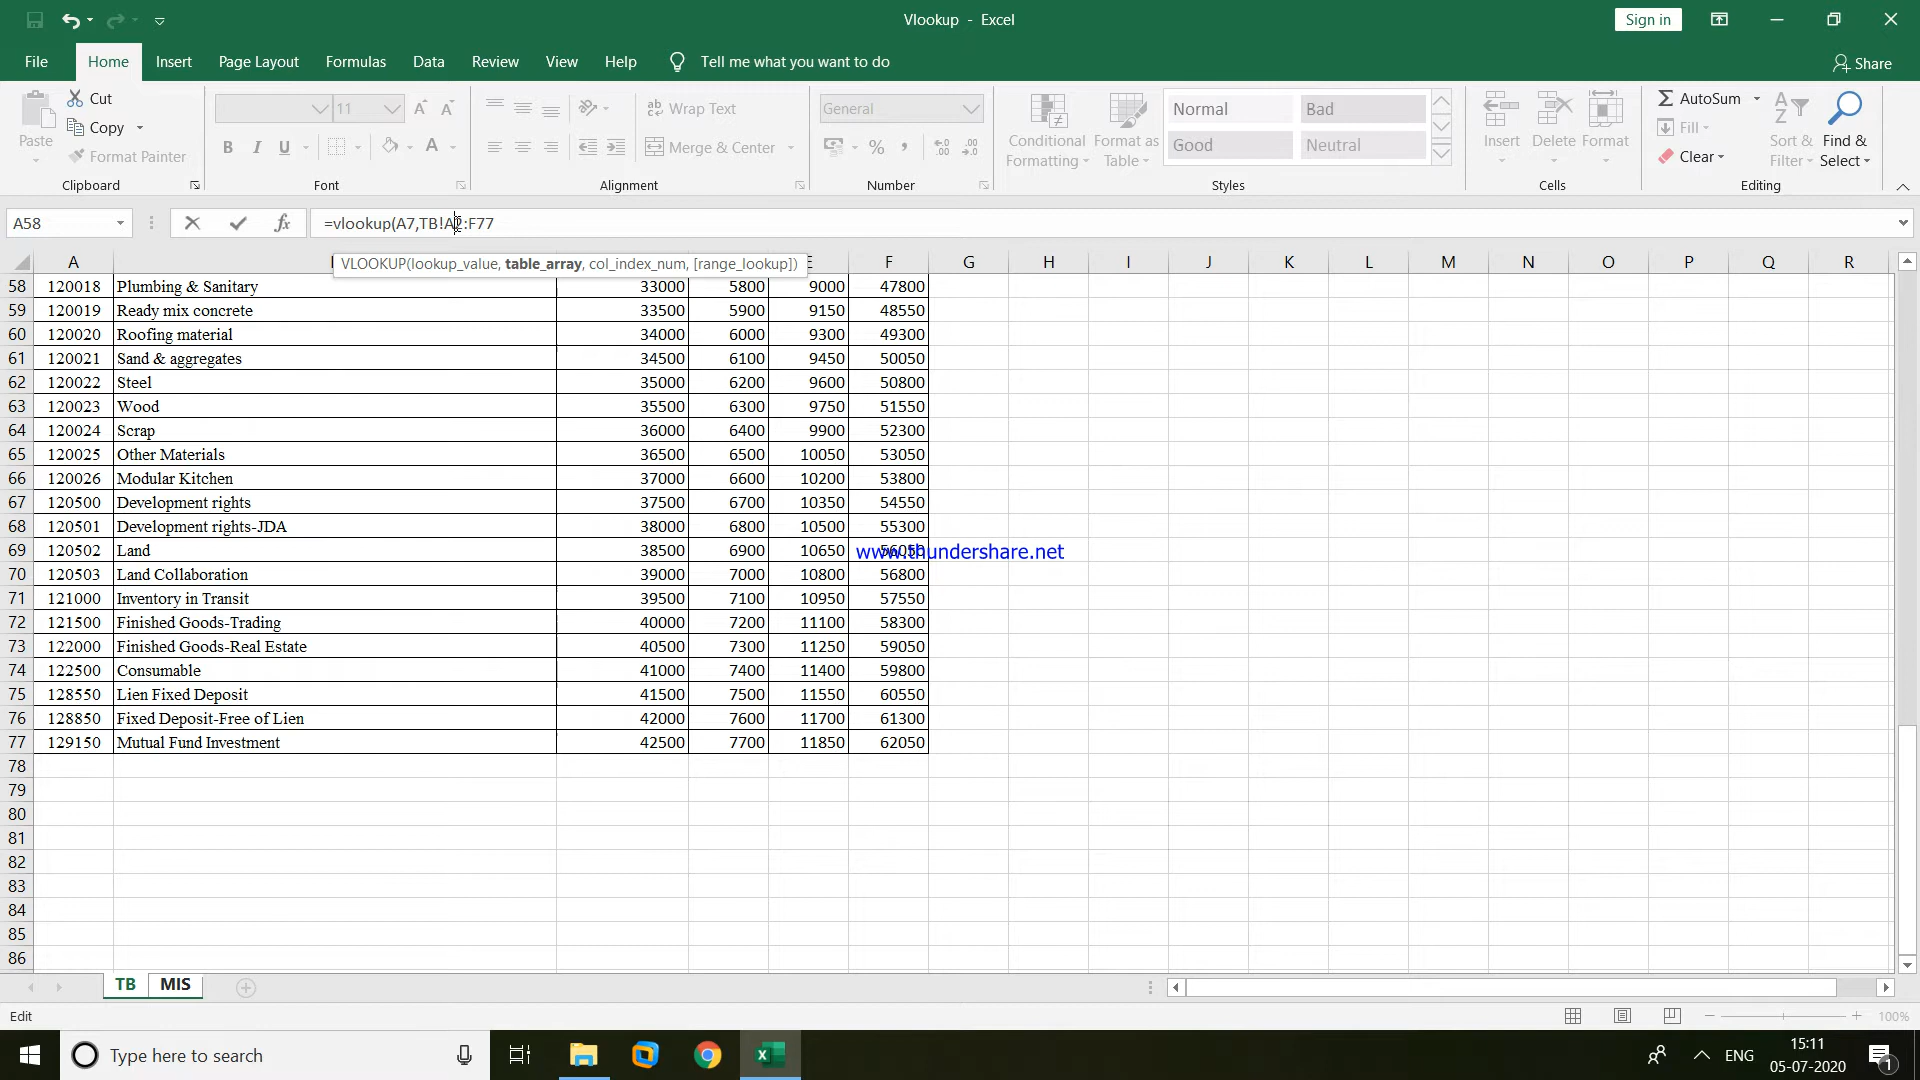 Vlookup - Excel
Sign in
File Home Insert Page Layout Formulas Data Review View Help Tell me what you want to do Share
Paste
Cut
Copy
Format Painter
Clipboard
11
B I U
Font
Wrap Text
Merge & Center
Alignment
General
% ,
Number
Conditional Formatting
Format as Table
Normal Bad
Good Neutral
Styles
Insert Delete Format
Cells
AutoSum
Fill
Clear
Sort & Filter
Find & Select
Editing
A58
fx
=vlookup(A7,TB!A2:F77
VLOOKUP(lookup_value, table_array, col_index_num, [range_lookup])
A E F G H I J K L M N O P Q R
58 120018 Plumbing & Sanitary 33000 5800 9000 47800
59 120019 Ready mix concrete 33500 5900 9150 48550
60 120020 Roofing material 34000 6000 9300 49300
61 120021 Sand & aggregates 34500 6100 9450 50050
62 120022 Steel 35000 6200 9600 50800
63 120023 Wood 35500 6300 9750 51550
64 120024 Scrap 36000 6400 9900 52300
65 120025 Other Materials 36500 6500 10050 53050
66 120026 Modular Kitchen 37000 6600 10200 53800
67 120500 Development rights 37500 6700 10350 54550
68 120501 Development rights-JDA 38000 6800 10500 55300
69 120502 Land 38500 6900 10650 56050
www.thundershare.net
70 120503 Land Collaboration 39000 7000 10800 56800
71 121000 Inventory in Transit 39500 7100 10950 57550
72 121500 Finished Goods-Trading 40000 7200 11100 58300
73 122000 Finished Goods-Real Estate 40500 7300 11250 59050
74 122500 Consumable 41000 7400 11400 59800
75 128550 Lien Fixed Deposit 41500 7500 11550 60550
76 128850 Fixed Deposit-Free of Lien 42000 7600 11700 61300
77 129150 Mutual Fund Investment 42500 7700 11850 62050
78
79
80
81
82
83
84
85
86
TB MIS
Edit
100%
Type here to search
ENG
15:11
05-07-2020
1